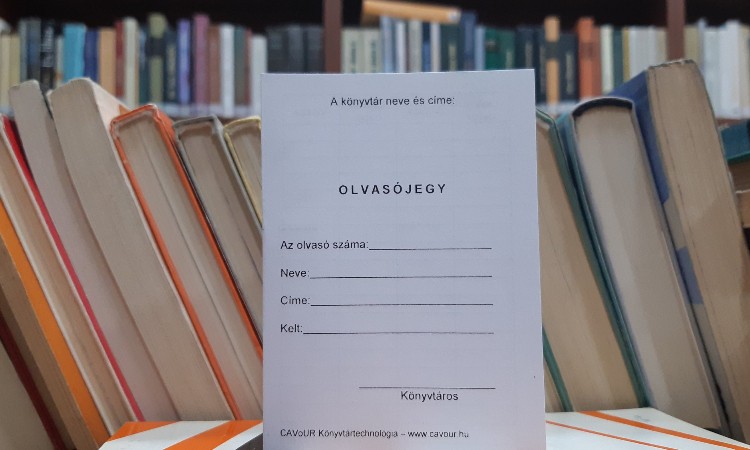 A könyvtár neve és címe:
OLVASÓJEGY
Az olvasó száma:
Neve:
Címe:
Kelt:
Könyvtáros
CAVoUR Könyvtártechnológia – www.cavour.hu